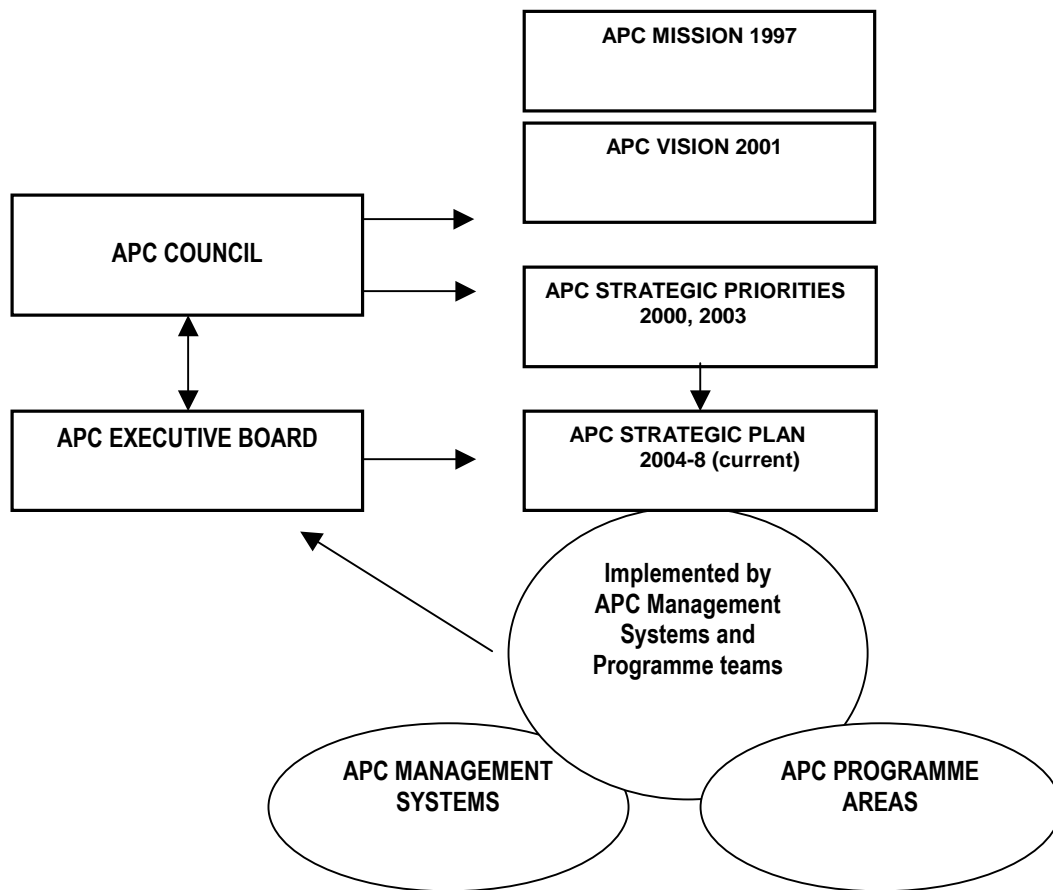 APC MISSION 1997
APC VISION 2001
APC COUNCIL
APC STRATEGIC PRIORITIES
2000, 2003
APC EXECUTIVE BOARD
APC STRATEGIC PLAN
2004-8 (current)
Implemented by
APC Management
Systems and
Programme teams
APC MANAGEMENT
SYSTEMS
APC PROGRAMME
AREAS